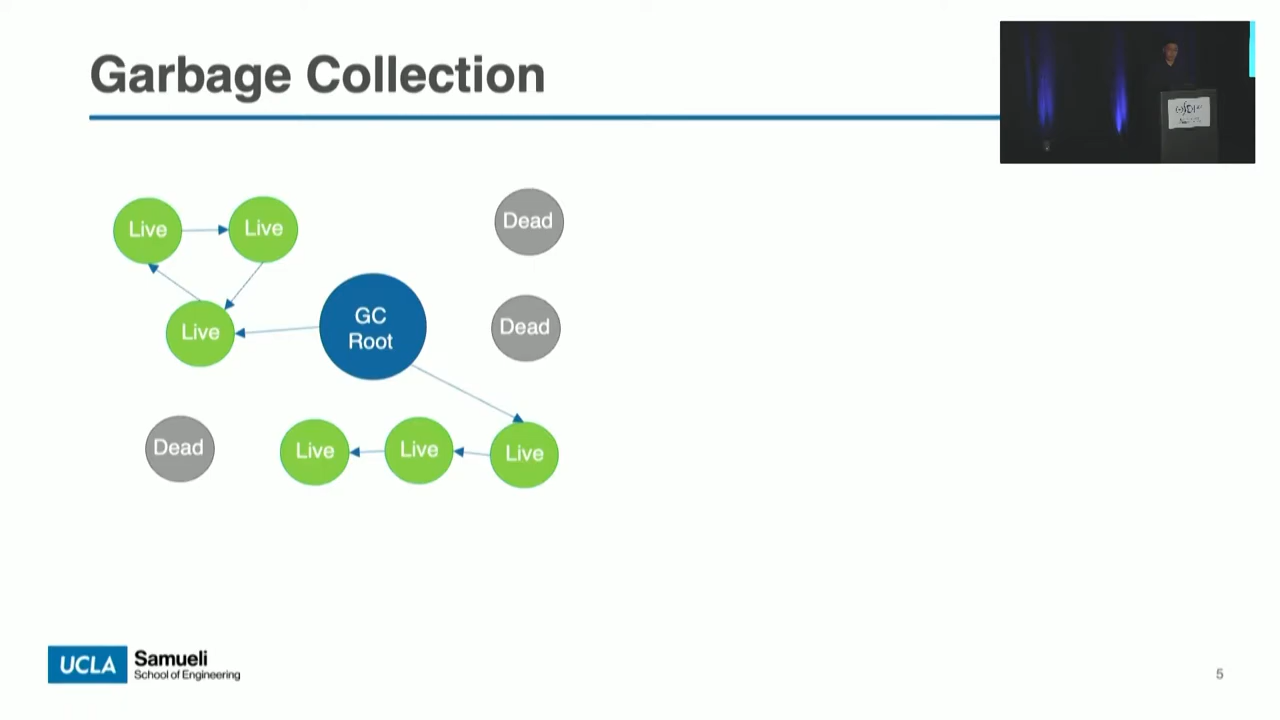 Garbage Collection
Live
Live
Dead
Live
GC
Root
Dead
Dead
Live
Live
Live
UCLA
Samueli
School of Engineering
5